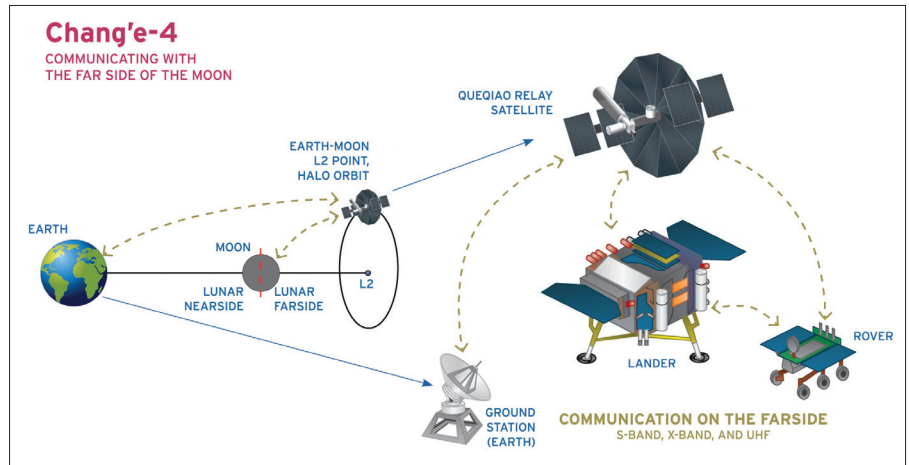 Chang'e-4
COMMUNICATING WITH
THE FAR SIDE OF THE MOON
QUEQIAO RELAY
SATELLITE
EARTH-MOON
L2 POINT,
HALO ORBIT
EARTH
MOON
LUNAR
NEARSIDE
LUNAR
FARSIDE
L2
LANDER
ROVER
GROUND
STATION
(EARTH)
COMMUNICATION ON THE FARSIDE
S-BAND, X-BAND, AND UHF